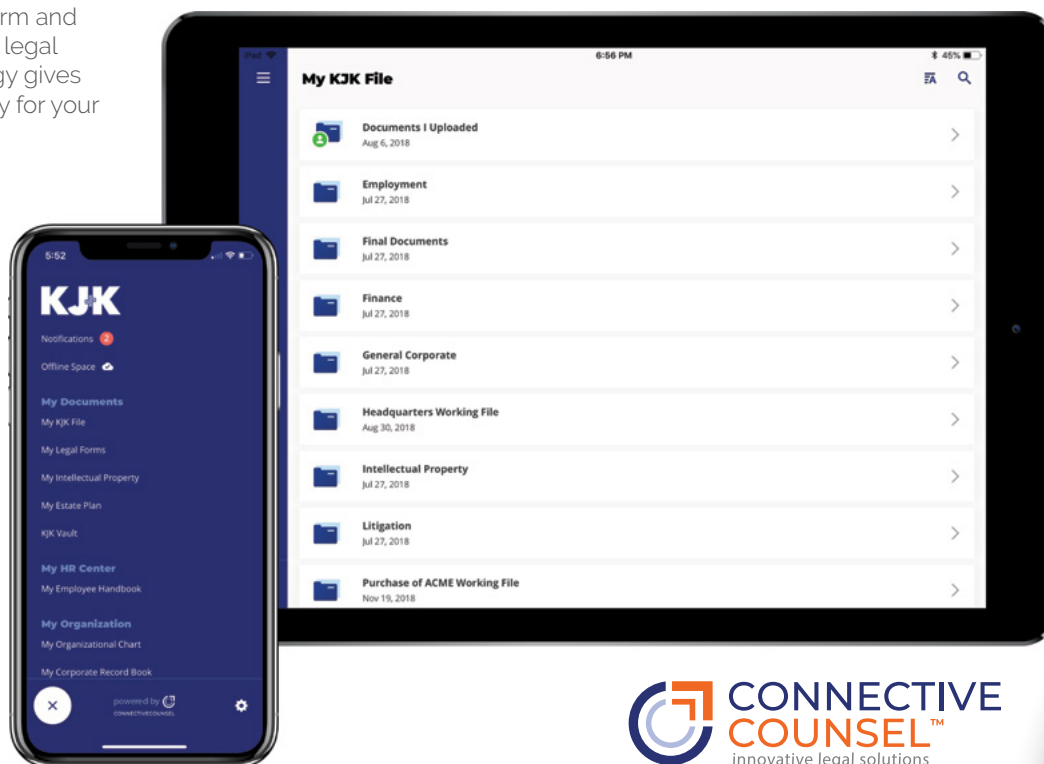 rm and
legal
gy gives
y for your
iPad
6:56 PM
45%
My KJK File
Documents I Uploaded
Aug 6, 2018
Employment
Jul 27, 2018
Final Documents
Jul 27, 2018
Finance
Jul 27, 2018
General Corporate
Jul 27, 2018
Headquarters Working File
Aug 30, 2018
Intellectual Property
Jul 27, 2018
Litigation
Jul 27, 2018
Purchase of ACME Working File
Nov 19, 2018
5:52
KJK
Notifications 2
Offline Space
My Documents
My KJK File
My Legal Forms
My Intellectual Property
My Estate Plan
KJK Vault
My HR Center
My Employee Handbook
My Organization
My Organizational Chart
My Corporate Record Book
powered by
CONNECTIVECOUNSEL
CONNECTIVE
COUNSEL™
innovative legal solutions